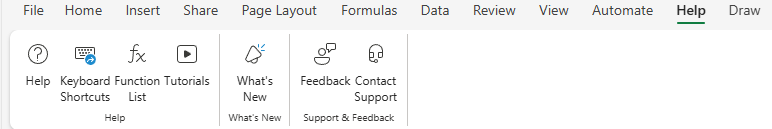 File Home Insert Share Page Layout Formulas Data Review View Automate Help Draw
Help Keyboard Function Tutorials What's Feedback Contact
Shortcuts List New Support
Help What's New Support & Feedback